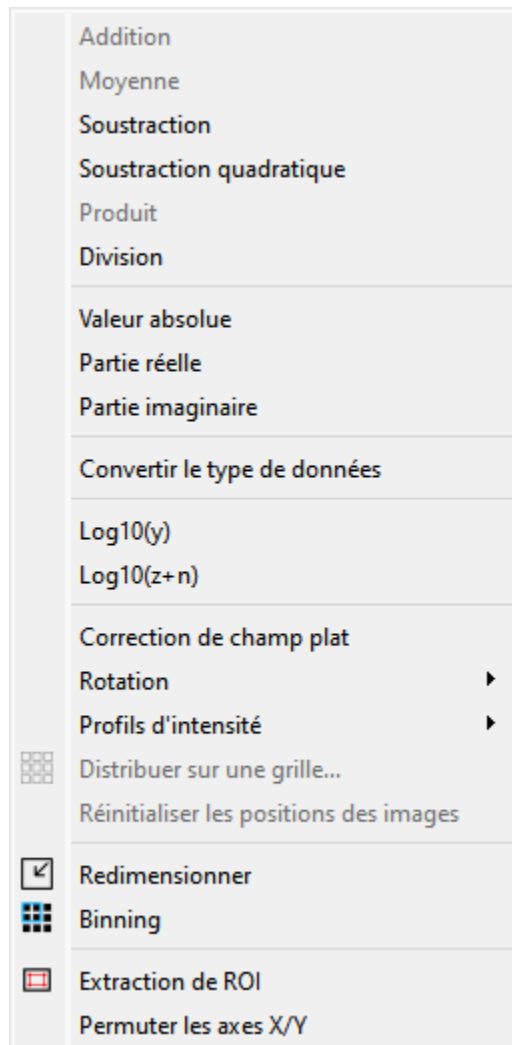 Addition
Moyenne
Soustraction
Soustraction quadratique
Produit
Division
Valeur absolue
Partie réelle
Partie imaginaire
Convertir le type de données
Log10(y)
Log10(z+n)
Correction de champ plat
Rotation
Profils d'intensité
Distribuer sur une grille...
Réinitialiser les positions des images
Redimensionner
Binning
Extraction de ROI
Permuter les axes X/Y